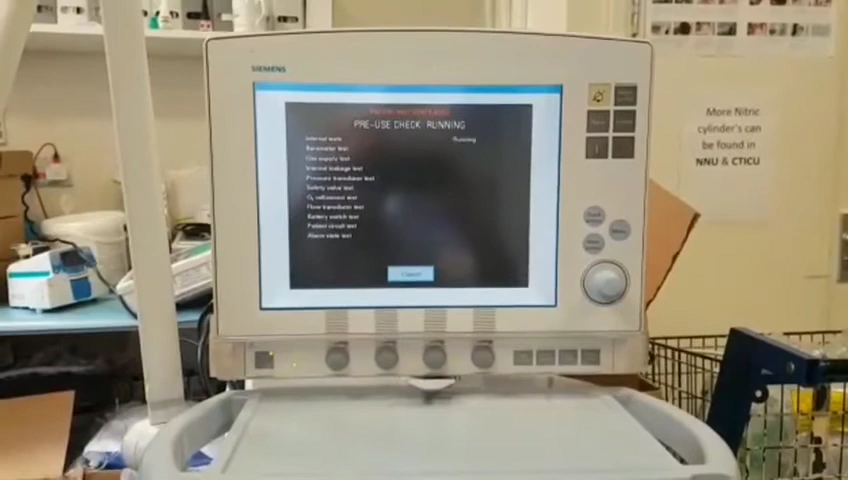 SIEMENS
PRE-USE CHECK RUNNING
Internal tests
Running
Barometer test
Gas supply test
Internal leakage test
Pressure transducer test
Safety valve test
O₂ cell/sensor test
Flow transducer test
Battery switch test
Patient circuit test
Alarm state test
Cancel
Menu
More Nitric
cylinder's can
be found in
NNU & CTICU